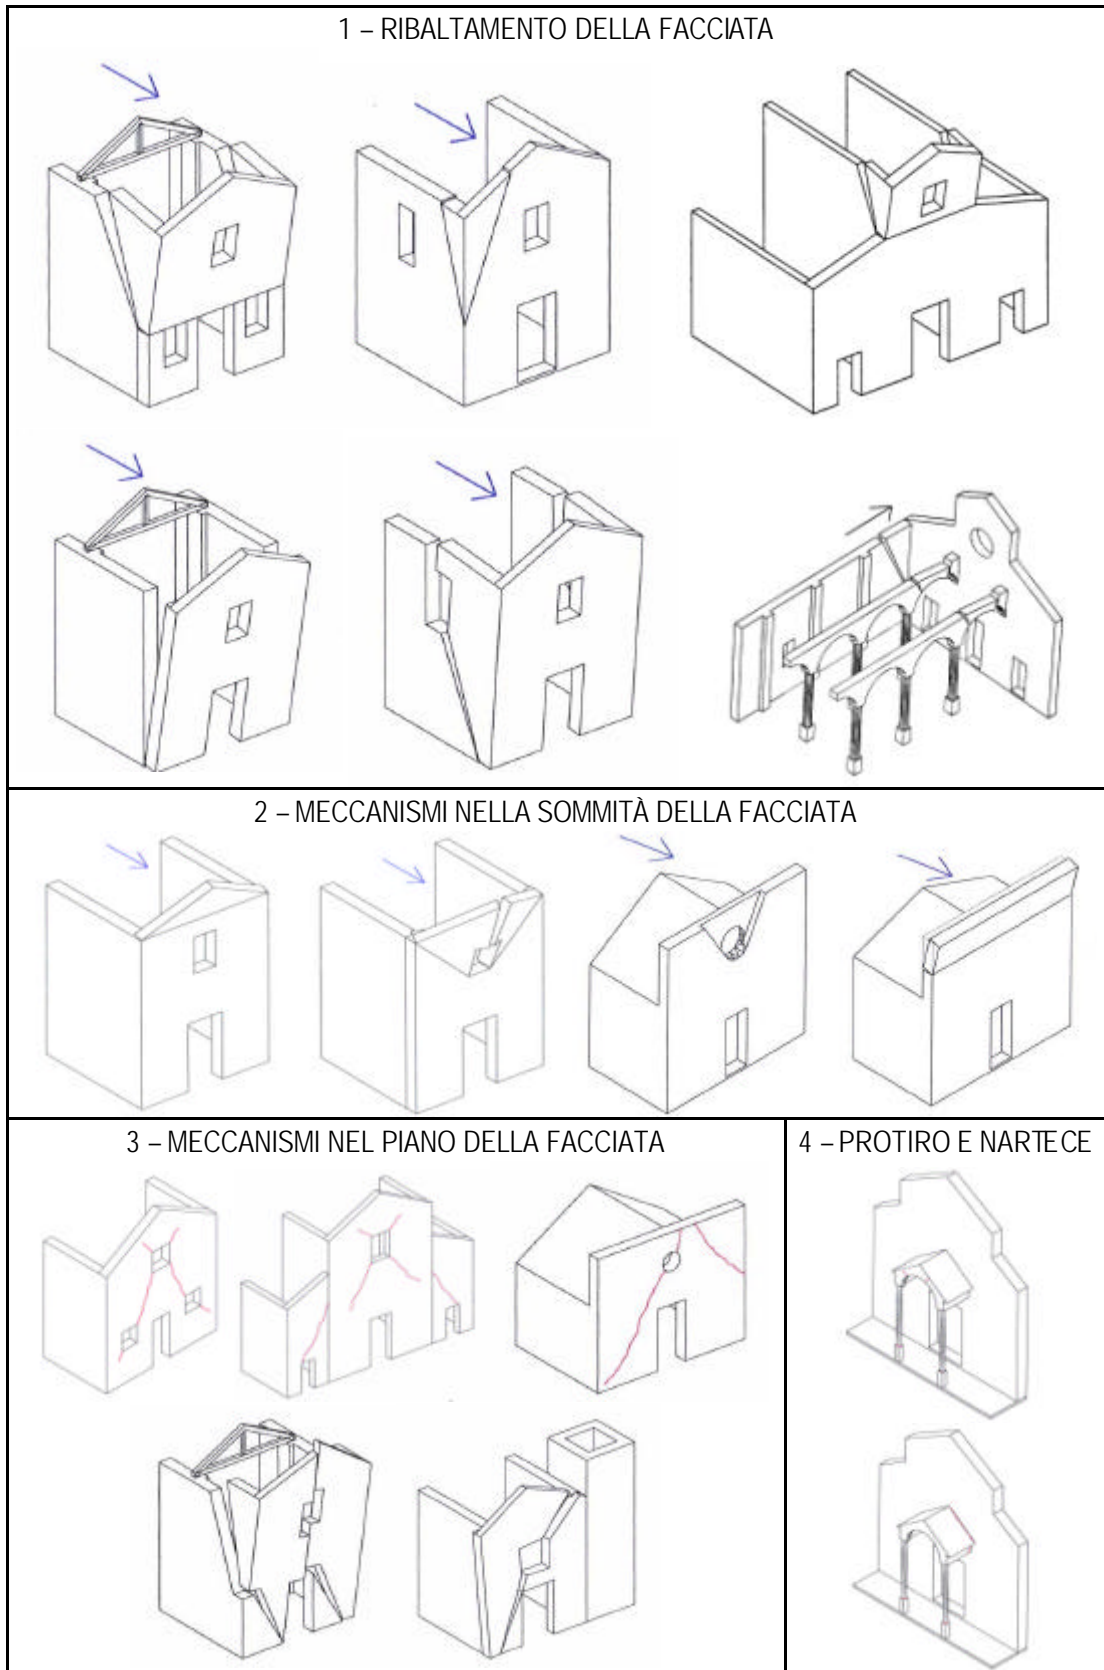 1 – RIBALTAMENTO DELLA FACCIATA
2 – MECCANISMI NELLA SOMMITÀ DELLA FACCIATA
3 – MECCANISMI NEL PIANO DELLA FACCIATA
4 – PROTIRO E NARTECE